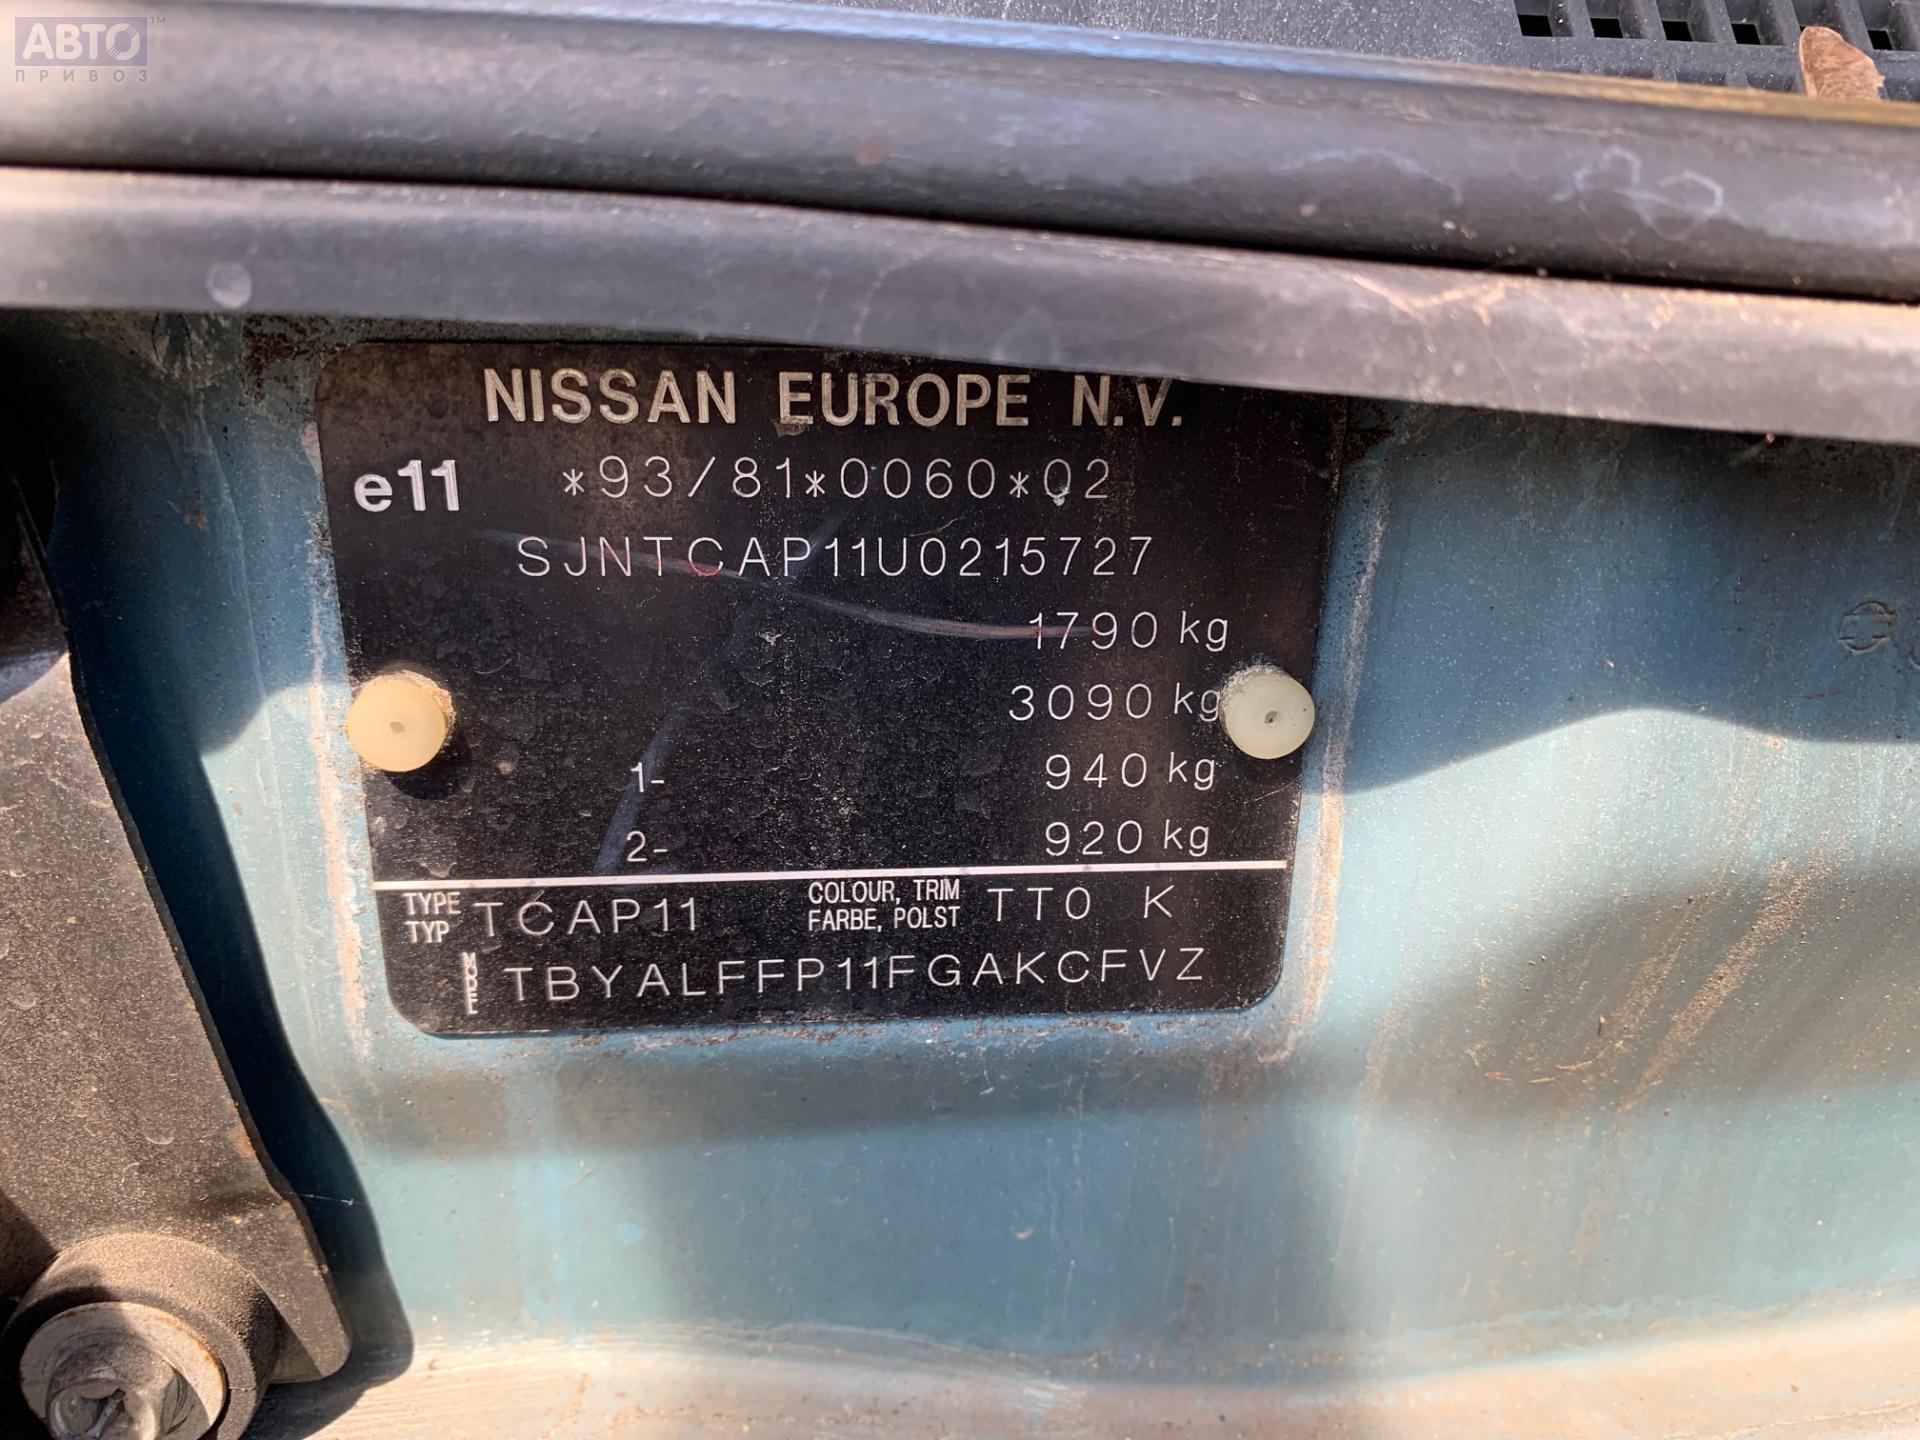 АВТО™
ПРИВОЗ
NISSAN EUROPE N.V.
e11 *93/81*0060*02
SJNTCAP11U0215727
1790 kg
3090 kg
1- 940 kg
2- 920 kg
TYPE TYP TCAP11 COLOUR, TRIM FARBE, POLST TT0 K
MODEL TBYALFFP11FGAKCFVZ